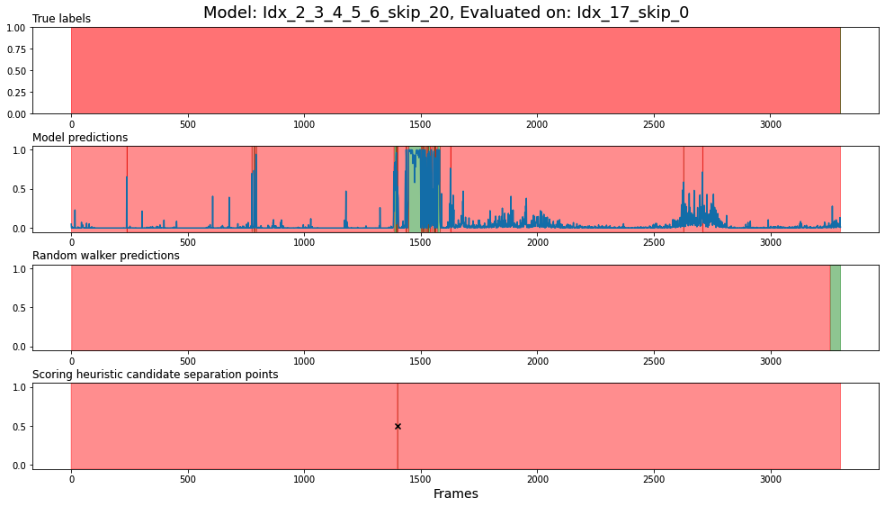 Model: Idx_2_3_4_5_6_skip_20, Evaluated on: Idx_17_skip_0
True labels
1.00
0.75
0.50
0.25
0.00
0 500 1000 1500 2000 2500 3000
Model predictions
1.0
0.5
0.0
0 500 1000 1500 2000 2500 3000
Random walker predictions
1.0
0.5
0.0
0 500 1000 1500 2000 2500 3000
Scoring heuristic candidate separation points
1.0
0.5
0.0
0 500 1000 1500 2000 2500 3000
Frames